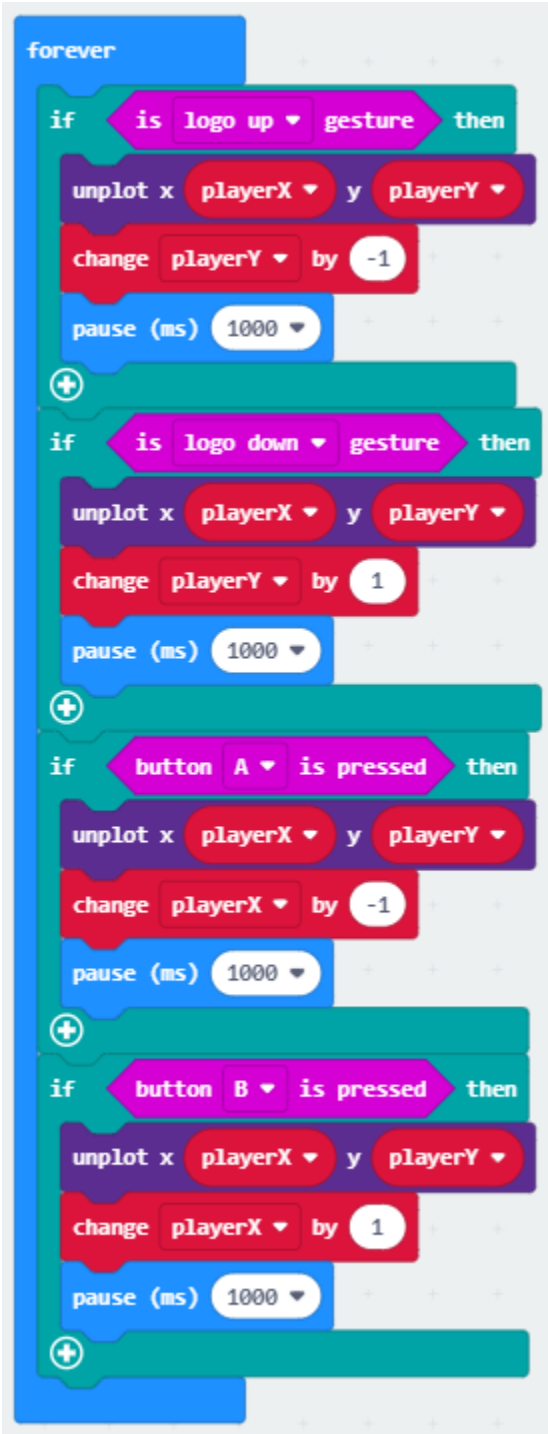 forever
if is logo up gesture then
unplot x playerX y playerY
change playerY by -1
pause (ms) 1000
if is logo down gesture then
unplot x playerX y playerY
change playerY by 1
pause (ms) 1000
if button A is pressed then
unplot x playerX y playerY
change playerX by -1
pause (ms) 1000
if button B is pressed then
unplot x playerX y playerY
change playerX by 1
pause (ms) 1000